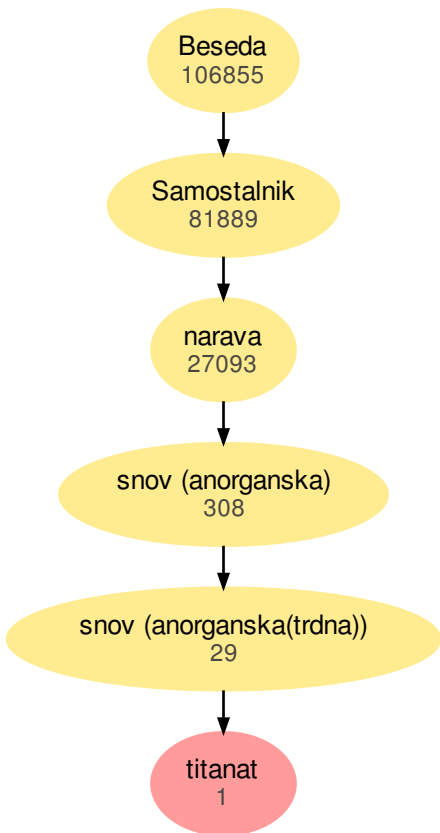 Beseda
106855
Samostalnik
81889
narava
27093
snov (anorganska)
308
snov (anorganska(trdna))
29
titanat
1